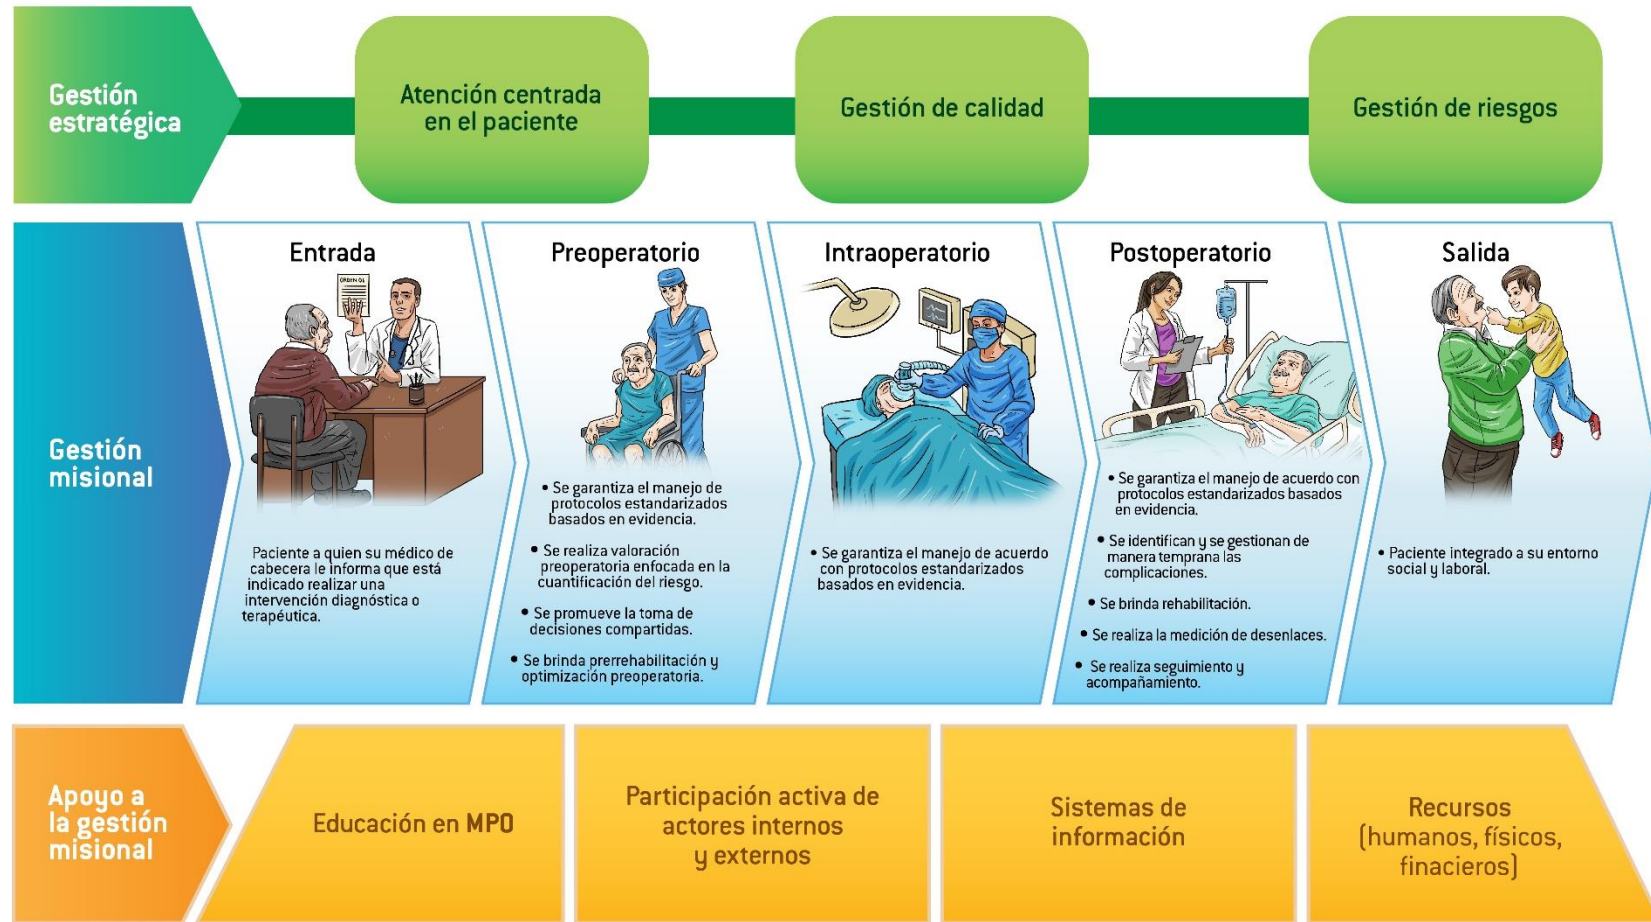 Gestión
estratégica
Atención centrada
en el paciente
Gestión de calidad
Gestión de riesgos
Gestión
misional
Entrada
ORDEN QX
Paciente a quien su médico de
cabecera le informa que está
indicado realizar una
intervención diagnóstica o
terapéutica.
Preoperatorio
• Se garantiza el manejo de
protocolos estandarizados
basados en evidencia.
• Se realiza valoración
preoperatoria enfocada en la
cuantificación del riesgo.
• Se promueve la toma de
decisiones compartidas.
• Se brinda prerrehabilitación y
optimización preoperatoria.
Intraoperatorio
• Se garantiza el manejo de acuerdo
con protocolos estandarizados
basados en evidencia.
Postoperatorio
• Se garantiza el manejo de acuerdo con
protocolos estandarizados basados
en evidencia.
• Se identifican y se gestionan de
manera temprana las
complicaciones.
• Se brinda rehabilitación.
• Se realiza la medición de desenlaces.
• Se realiza seguimiento y
acompañamiento.
Salida
• Paciente integrado a su entorno
social y laboral.
Apoyo a
la gestión
misional
Educación en MPO
Participación activa de
actores internos
y externos
Sistemas de
información
Recursos
(humanos, físicos,
finacieros)